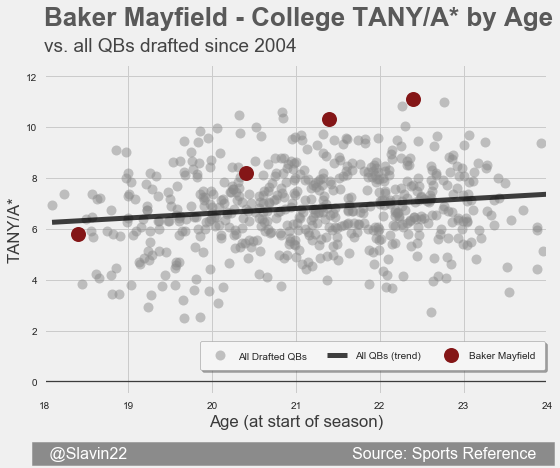 Baker Mayfield - College TANY/A* by Age
vs. all QBs drafted since 2004
12
10
8
6
4
2
0
TANY/A*
All Drafted QBs
All QBs (trend)
Baker Mayfield
18 19 20 21 22 23 24
Age (at start of season)
@Slavin22 Source: Sports Reference